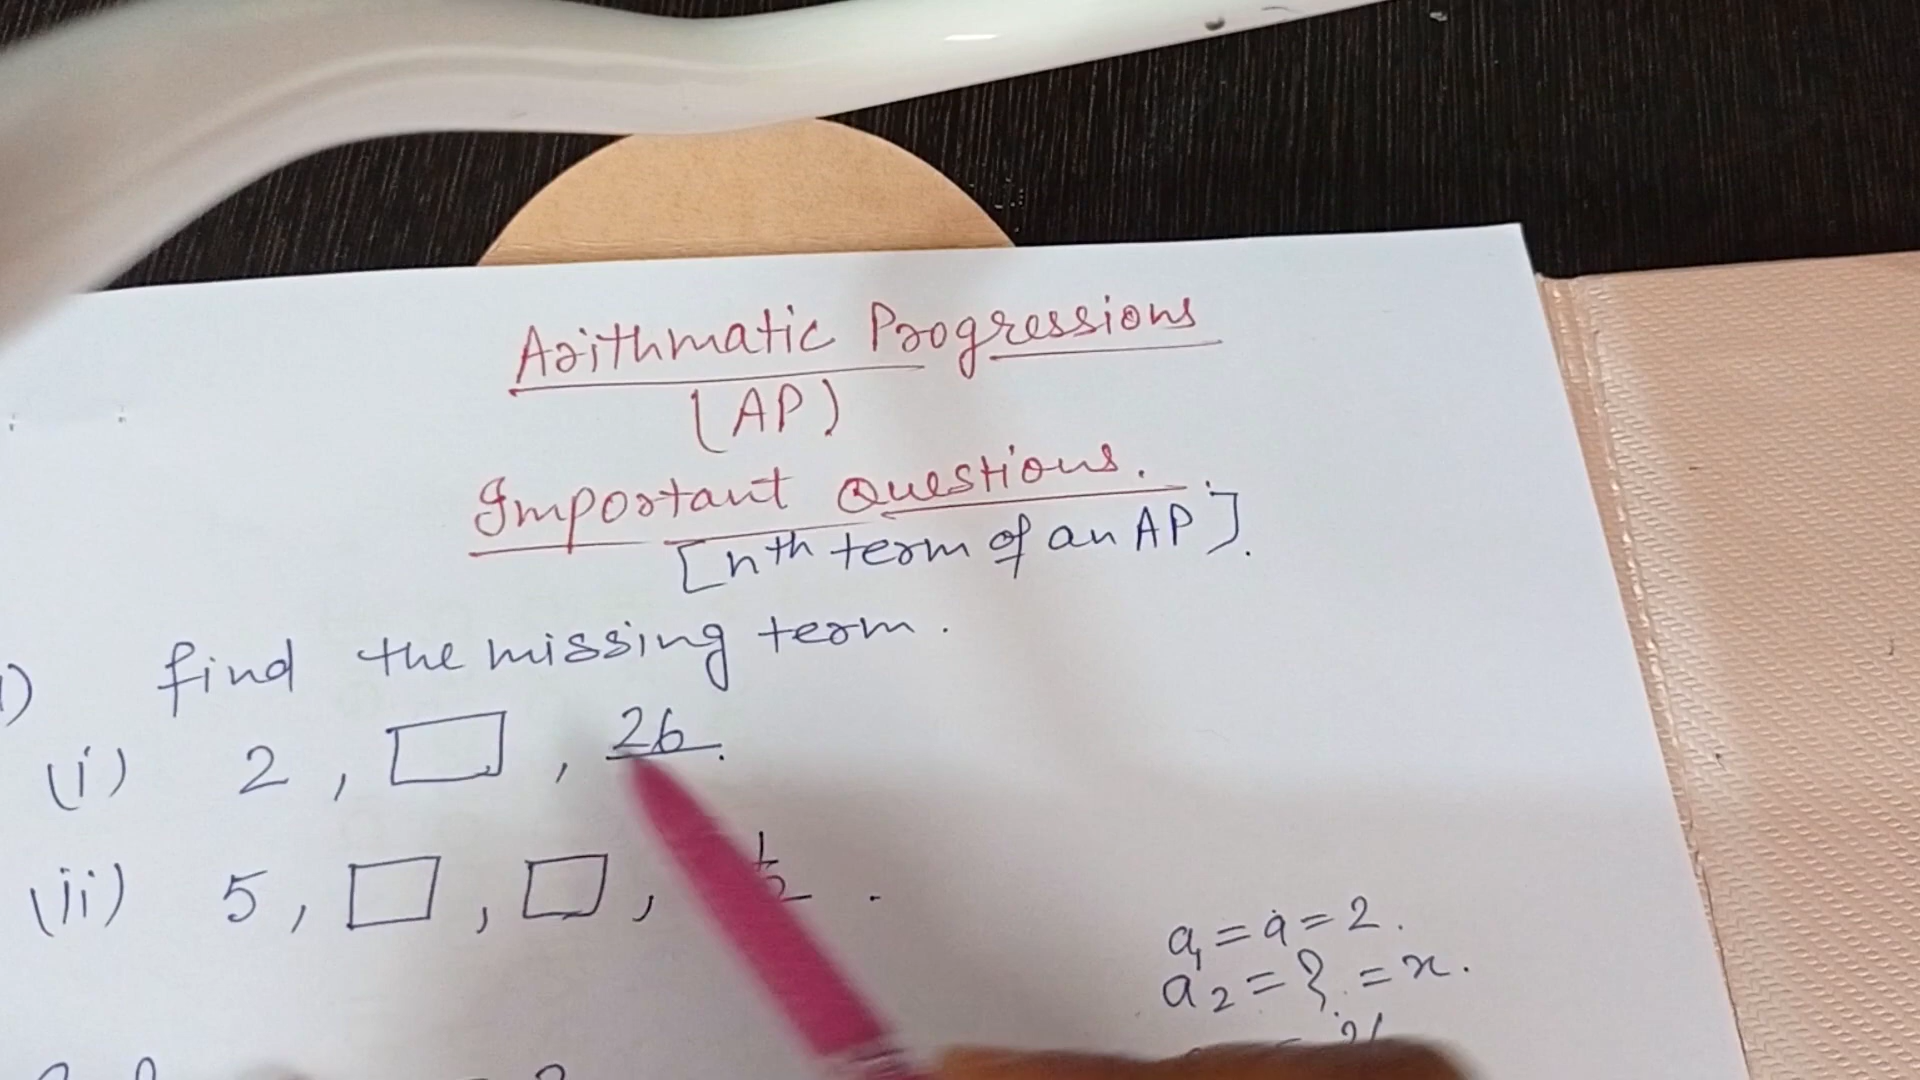 Arithmatic Progressions
(AP)
Important Questions.
[nth term of an AP].
1) find the missing term.
(i) 2, □, 26.
(ii) 5, □, □, .
a₁ = a = 2.
a₂ = ? = x.